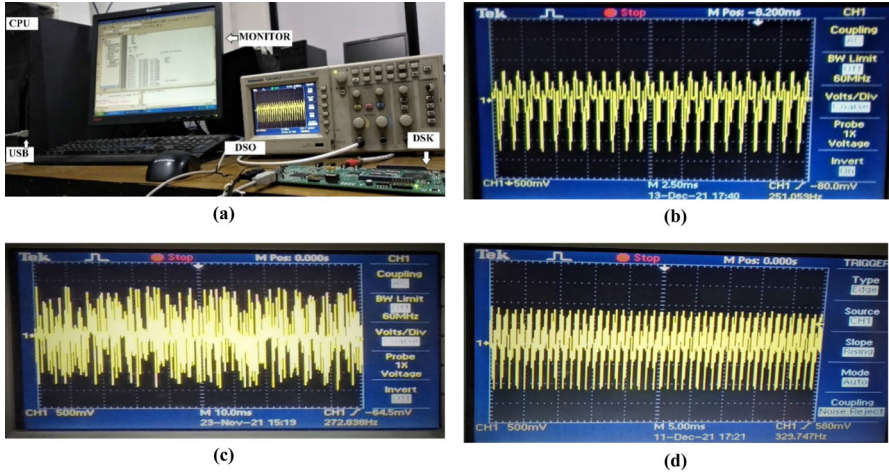 CPU
MONITOR
USB
DSO
DSK
(a)
Tek Stop M Pos: -8.200ms CH1
Coupling
BW Limit
60MHz
Volts/Div
Coarse
Probe
1X
Voltage
Invert
1
CH1 500mV M 2.50ms CH1 -80.0mV
13-Dec-21 17:40 251.059Hz
(b)
Tek Stop M Pos: 0.000s CH1
Coupling
BW Limit
60MHz
Volts/Div
Coarse
Probe
1X
Voltage
Invert
1
CH1 500mV M 10.0ms CH1 -64.5mV
23-Nov-21 15:19 272.838Hz
(c)
Tek Stop M Pos: 0.000s TRIGGER
Type
Edge
Source
CH1
Slope
Rising
Mode
Auto
Coupling
Noise Reject
1
CH1 500mV M 5.00ms CH1 580mV
11-Dec-21 17:21 329.747Hz
(d)